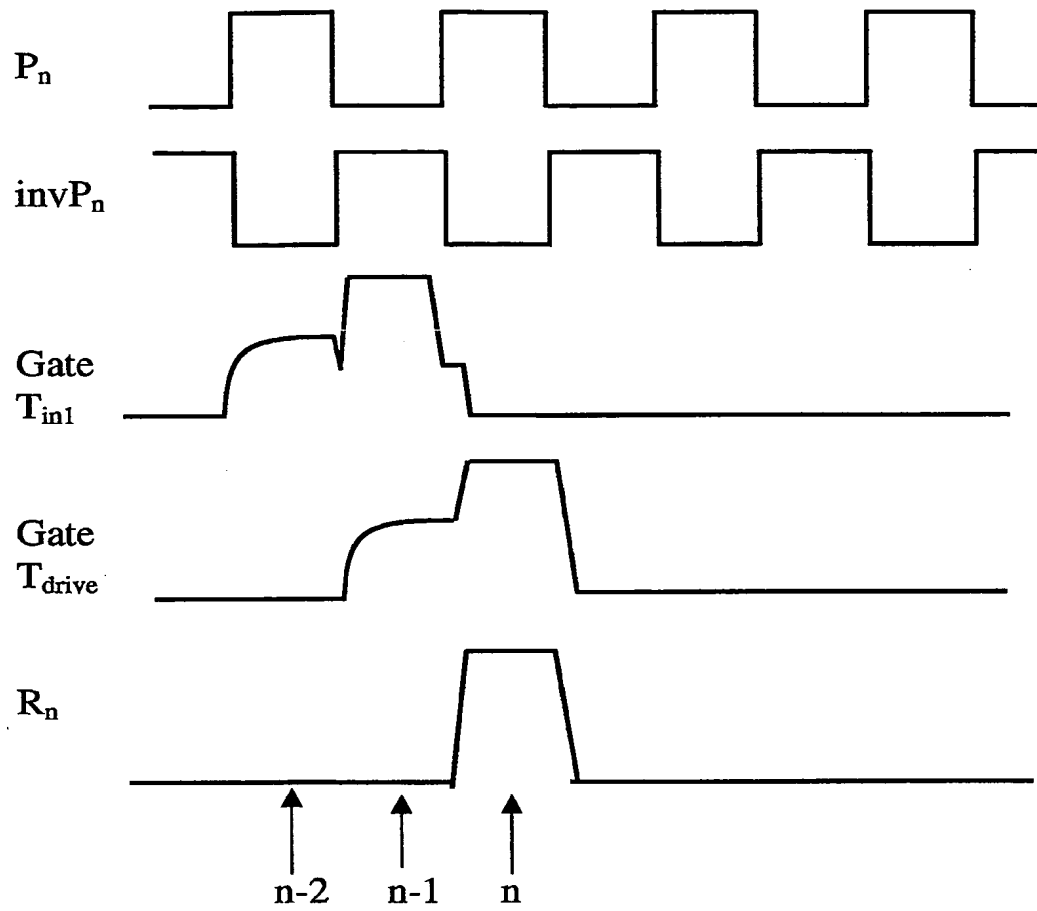 Pn
invPn
Gate
Tin1
Gate
Tdrive
Rn
n-2 n-1 n